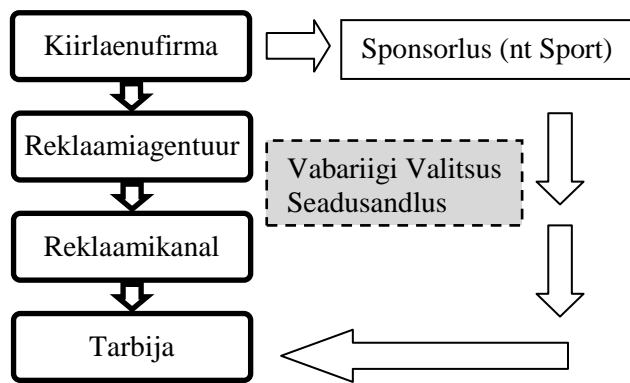 Kiirlaenufirma
Sponsorlus (nt Sport)
Reklaamiagentuur
Vabariigi Valitsus
Seadusandlus
Reklaamikanal
Tarbija